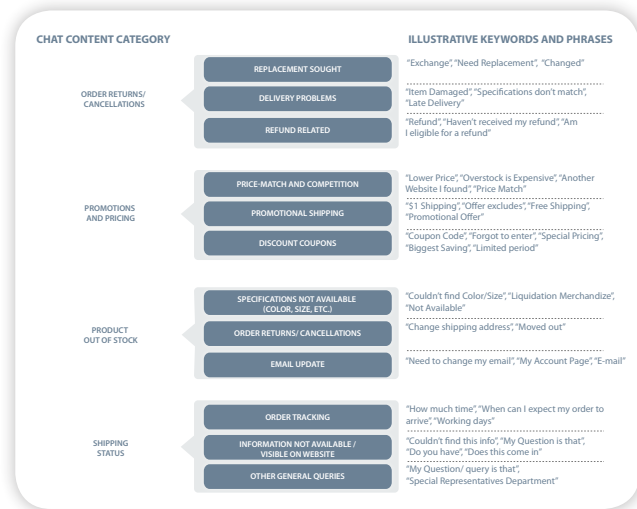 CHAT CONTENT CATEGORY
ILLUSTRATIVE KEYWORDS AND PHRASES
ORDER RETURNS/
CANCELLATIONS
REPLACEMENT SOUGHT
"Exchange", "Need Replacement", "Changed"
DELIVERY PROBLEMS
"Item Damaged", "Specifications don't match",
"Late Delivery"
REFUND RELATED
"Refund", "Haven't received my refund", "Am
I eligible for a refund"
PROMOTIONS
AND PRICING
PRICE-MATCH AND COMPETITION
"Lower Price", "Overstock is Expensive", "Another
Website I found", "Price Match"
PROMOTIONAL SHIPPING
"$1 Shipping", "Offer excludes", "Free Shipping",
"Promotional Offer"
DISCOUNT COUPONS
"Coupon Code", "Forgot to enter", "Special Pricing",
"Biggest Saving", "Limited period"
PRODUCT
OUT OF STOCK
SPECIFICATIONS NOT AVAILABLE
(COLOR, SIZE, ETC.)
"Couldn't find Color/Size", "Liquidation Merchandize",
"Not Available"
ORDER RETURNS/ CANCELLATIONS
"Change shipping address", "Moved out"
EMAIL UPDATE
"Need to change my email", "My Account Page", "E-mail"
SHIPPING
STATUS
ORDER TRACKING
"How much time", "When can I expect my order to
arrive", "Working days"
INFORMATION NOT AVAILABLE /
VISIBLE ON WEBSITE
"Couldn't find this info", "My Question is that",
"Do you have", "Does this come in"
OTHER GENERAL QUERIES
"My Question/ query is that",
"Special Representatives Department"